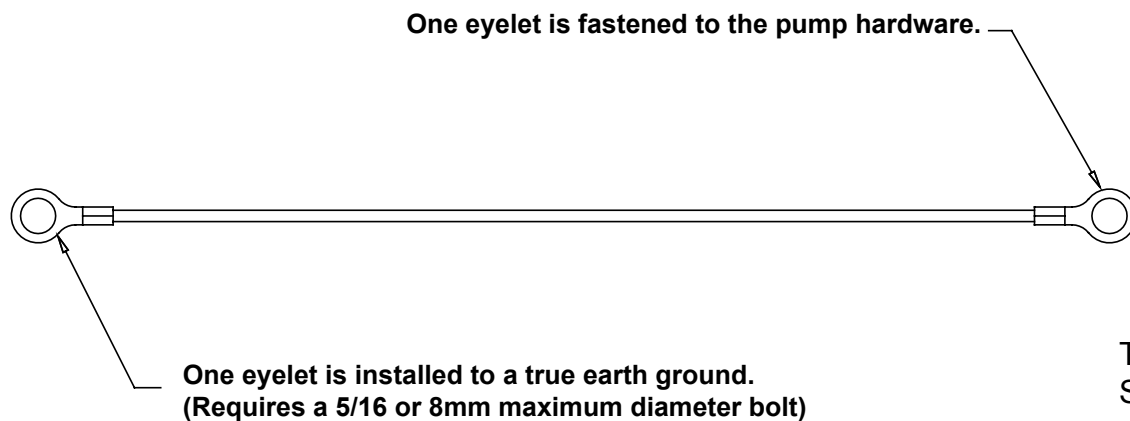 One eyelet is fastened to the pump hardware.
One eyelet is installed to a true earth ground.
(Requires a 5/16 or 8mm maximum diameter bolt)
T
S